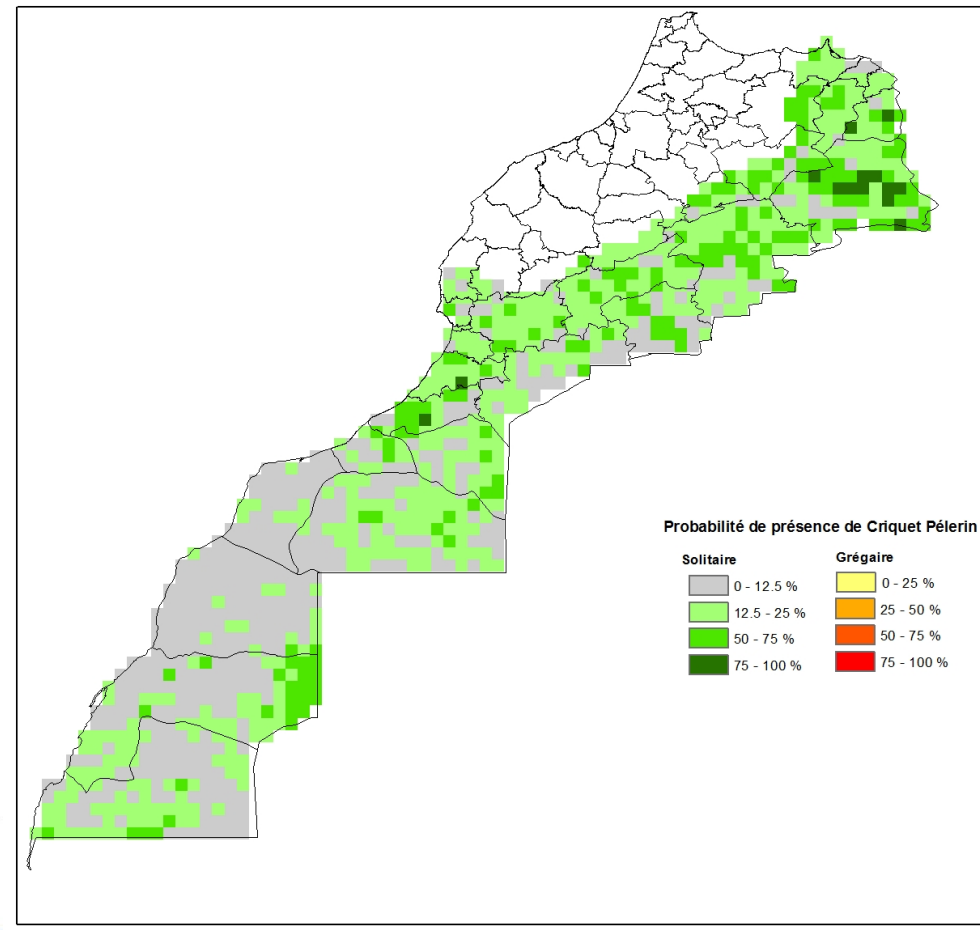 Probabilité de présence de Criquet Pélerin
Solitaire
0 - 12.5 %
12.5 - 25 %
50 - 75 %
75 - 100 %
Grégaire
0 - 25 %
25 - 50 %
50 - 75 %
75 - 100 %